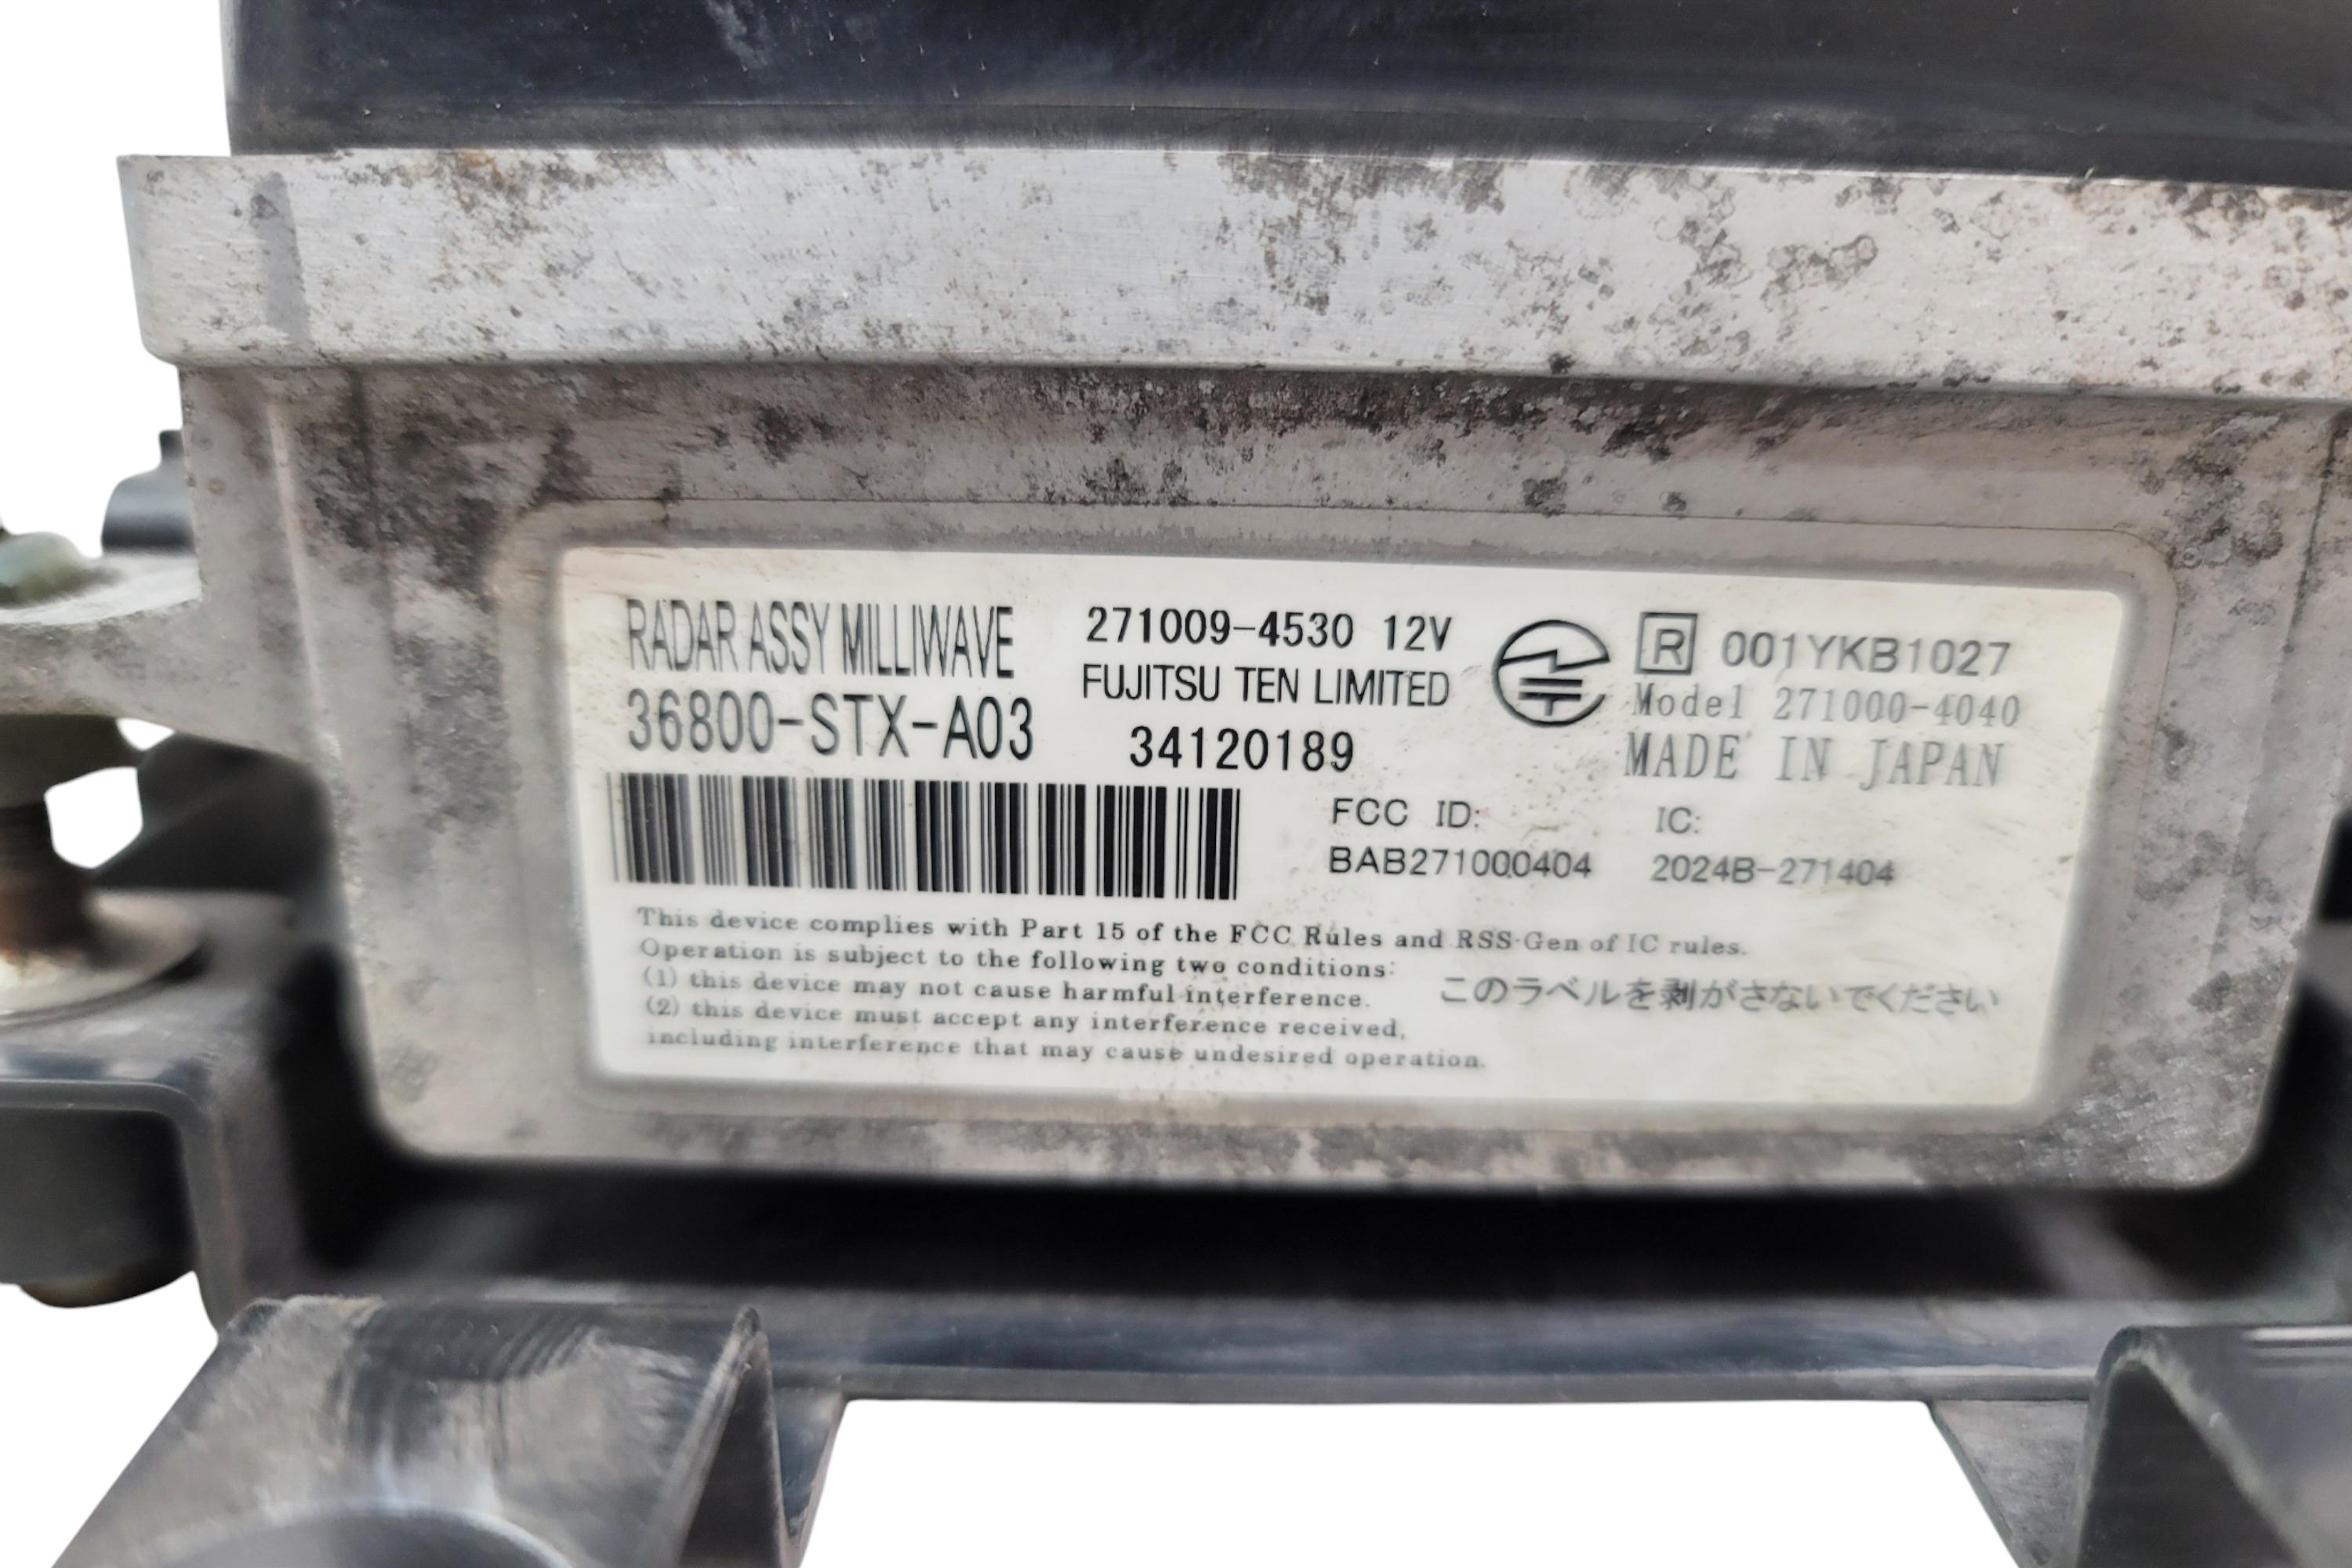 RADAR ASSY MILLIWAVE
36800-STX-A03
271009-4530 12V
FUJITSU TEN LIMITED
34120189
R 001YKB1027
Model 271000-4040
MADE IN JAPAN
FCC ID:
BAB271000404
IC:
2024B-271404
This device complies with Part 15 of the FCC Rules and RSS-Gen of IC rules.
Operation is subject to the following two conditions:
(1) this device may not cause harmful interference.
(2) this device must accept any interference received,
including interference that may cause undesired operation.
このラベルを剥がさないでください